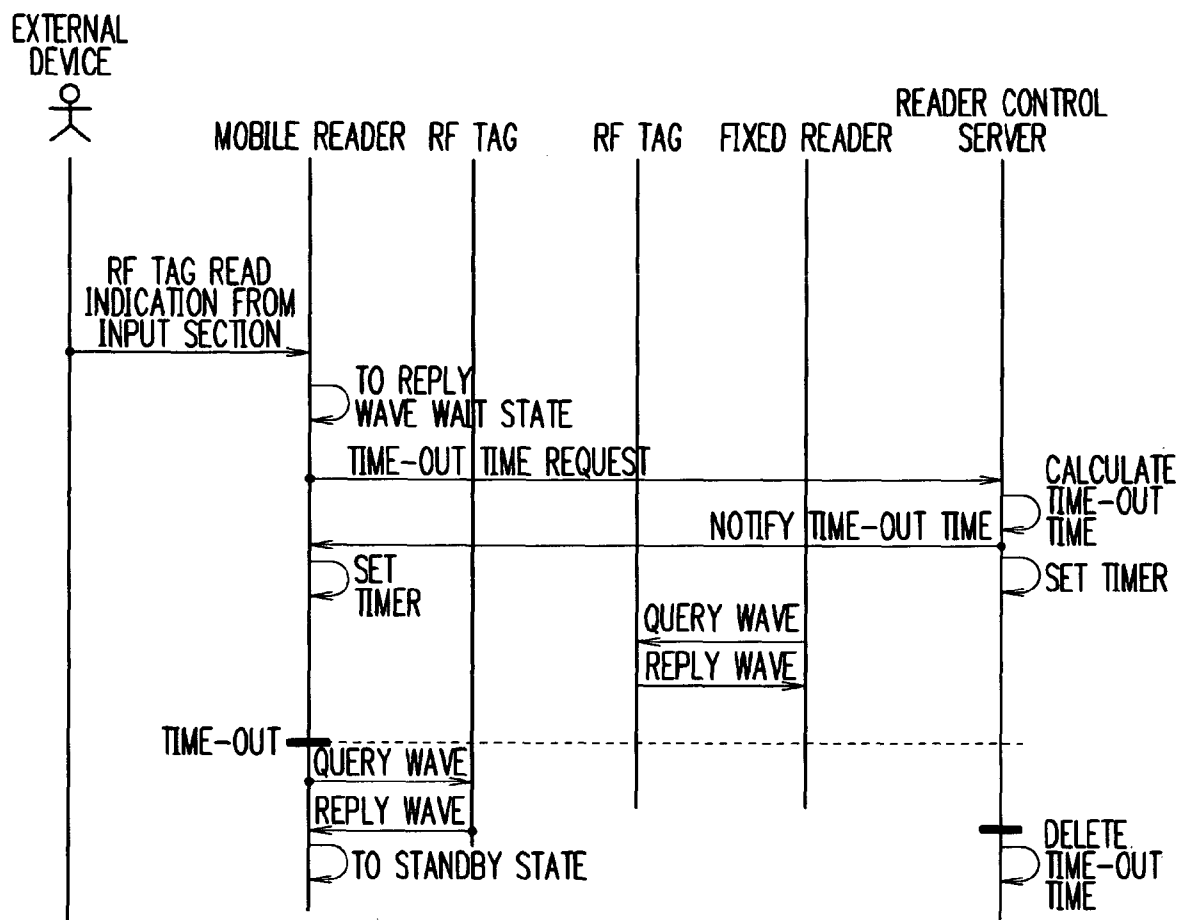 EXTERNAL
DEVICE
MOBILE READER
RF TAG
RF TAG
FIXED READER
READER CONTROL
SERVER
RF TAG READ
INDICATION FROM
INPUT SECTION
TO REPLY
WAVE WAIT STATE
TIME-OUT TIME REQUEST
CALCULATE
TIME-OUT
TIME
NOTIFY TIME-OUT TIME
SET
TIMER
SET TIMER
QUERY WAVE
REPLY WAVE
TIME-OUT
QUERY WAVE
REPLY WAVE
TO STANDBY STATE
DELETE
TIME-OUT
TIME